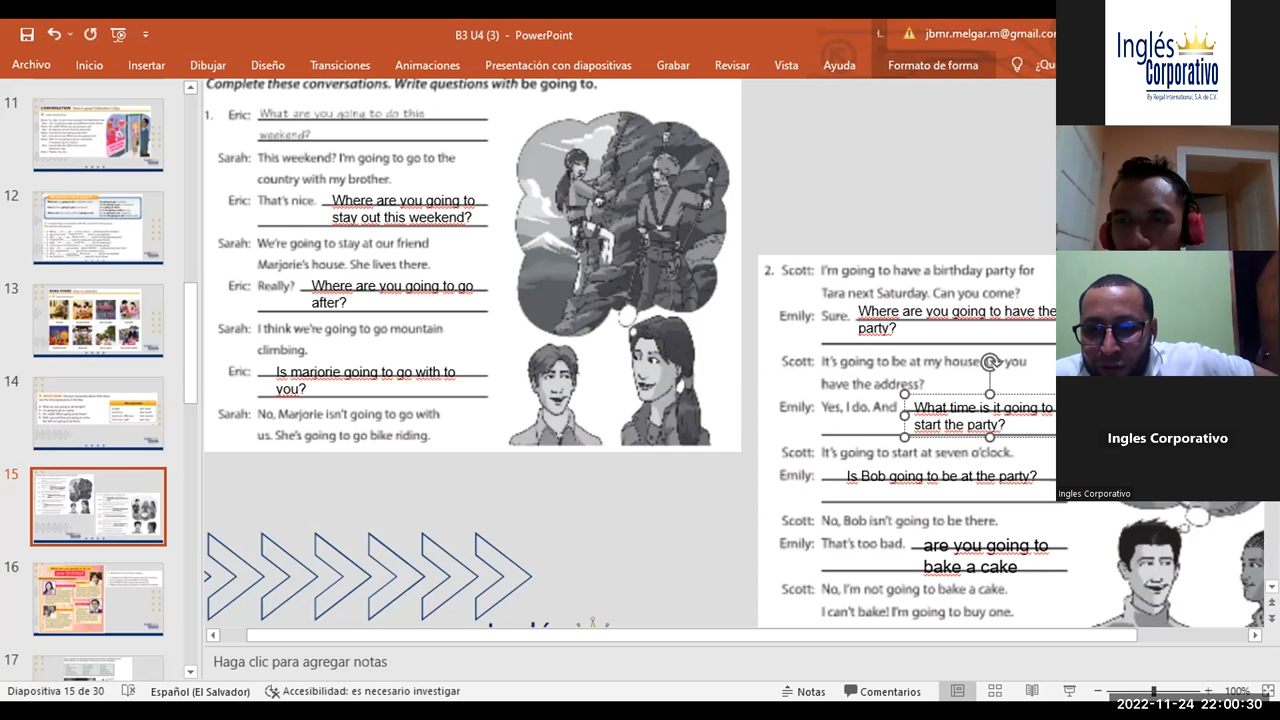 B3 U4 (3) - PowerPoint
jbmr.melgar.m@gmail.com
Archivo Inicio Insertar Dibujar Diseño Transiciones Animaciones Presentación con diapositivas Grabar Revisar Vista Ayuda Formato de forma ¿Qu
Inglés
Corporativo
By Regal International, S.A. de C.V.
11
12
13
14
15
16
17
Complete these conversations. Write questions with be going to.
1. Eric: What are you going to do this
weekend?
Sarah: This weekend? I'm going to go to the
country with my brother.
Eric: That's nice. Where are you going to
stay out this weekend?
Sarah: We're going to stay at our friend
Marjorie's house. She lives there.
Eric: Really? Where are you going to go
after?
Sarah: I think we're going to go mountain
climbing.
Eric: Is marjorie going to go with to
you?
Sarah: No, Marjorie isn't going to go with
us. She's going to go bike riding.
2. Scott: I'm going to have a birthday party for
Tara next Saturday. Can you come?
Emily: Sure. Where are you going to have the
party?
Scott: It's going to be at my house you
have the address?
Emily: Yes, I do. And What time is it going to
start the party?
Scott: It's going to start at seven o'clock.
Emily: Is Bob going to be at the party?
Scott: No, Bob isn't going to be there.
Emily: That's too bad. are you going to
bake a cake
Scott: No, I'm not going to bake a cake.
I can't bake! I'm going to buy one.
Ingles Corporativo
Ingles Corporativo
Haga clic para agregar notas
Diapositiva 15 de 30 Español (El Salvador) Accesibilidad: es necesario investigar Notas Comentarios 100%
2022-11-24 22:00:30